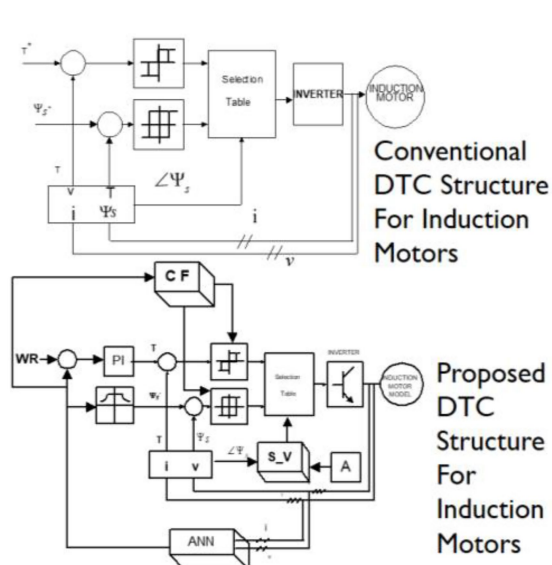 T*
Selection
Table
INVERTER
INDUCTION
MOTOR
Ψs*
T
∠Ψs
v T
i Ψs
i
v
Conventional
DTC Structure
For Induction
Motors
C F
WR
PI
T
INVERTER
Selection
Table
INDUCTION
MOTOR
MODEL
Ψs
T
∠Ψ
i v
S_V
A
ANN
i
v
Proposed
DTC
Structure
For
Induction
Motors